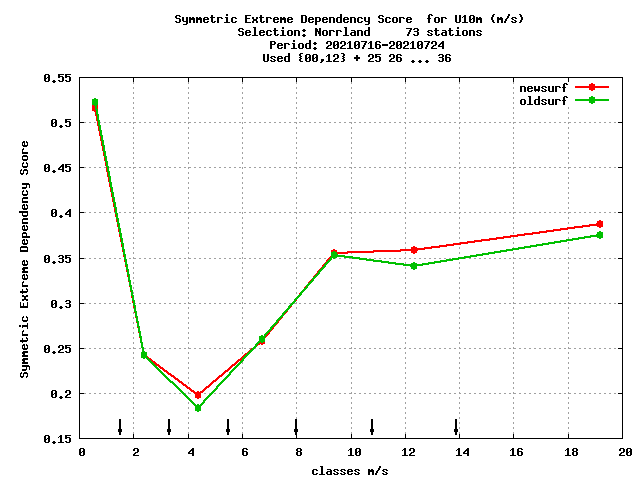 Symmetric Extreme Dependency Score for U10m (m/s)
Selection: Norrland 73 stations
Period: 20210716-20210724
Used {00,12} + 25 26 ... 36
newsurf
oldsurf
0.55
0.5
0.45
0.4
0.35
0.3
0.25
0.2
0.15
Symmetric Extreme Dependency Score
0 2 4 6 8 10 12 14 16 18 20
classes m/s